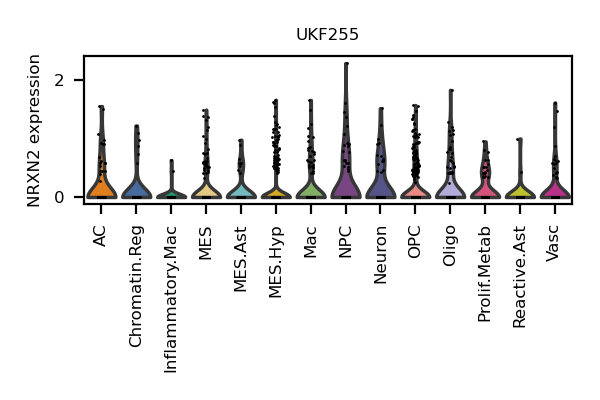 UKF255
NRXN2 expression
2
0
AC
Chromatin.Reg
Inflammatory.Mac
MES
MES.Ast
MES.Hyp
Mac
NPC
Neuron
OPC
Oligo
Prolif.Metab
Reactive.Ast
Vasc